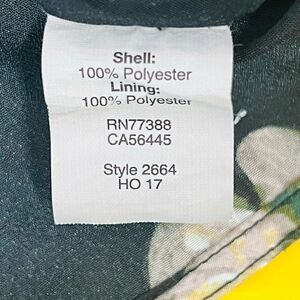 Shell:
100% Polyester
Lining:
100% Polyester
RN77388
CA56445
Style 2664
HO 17